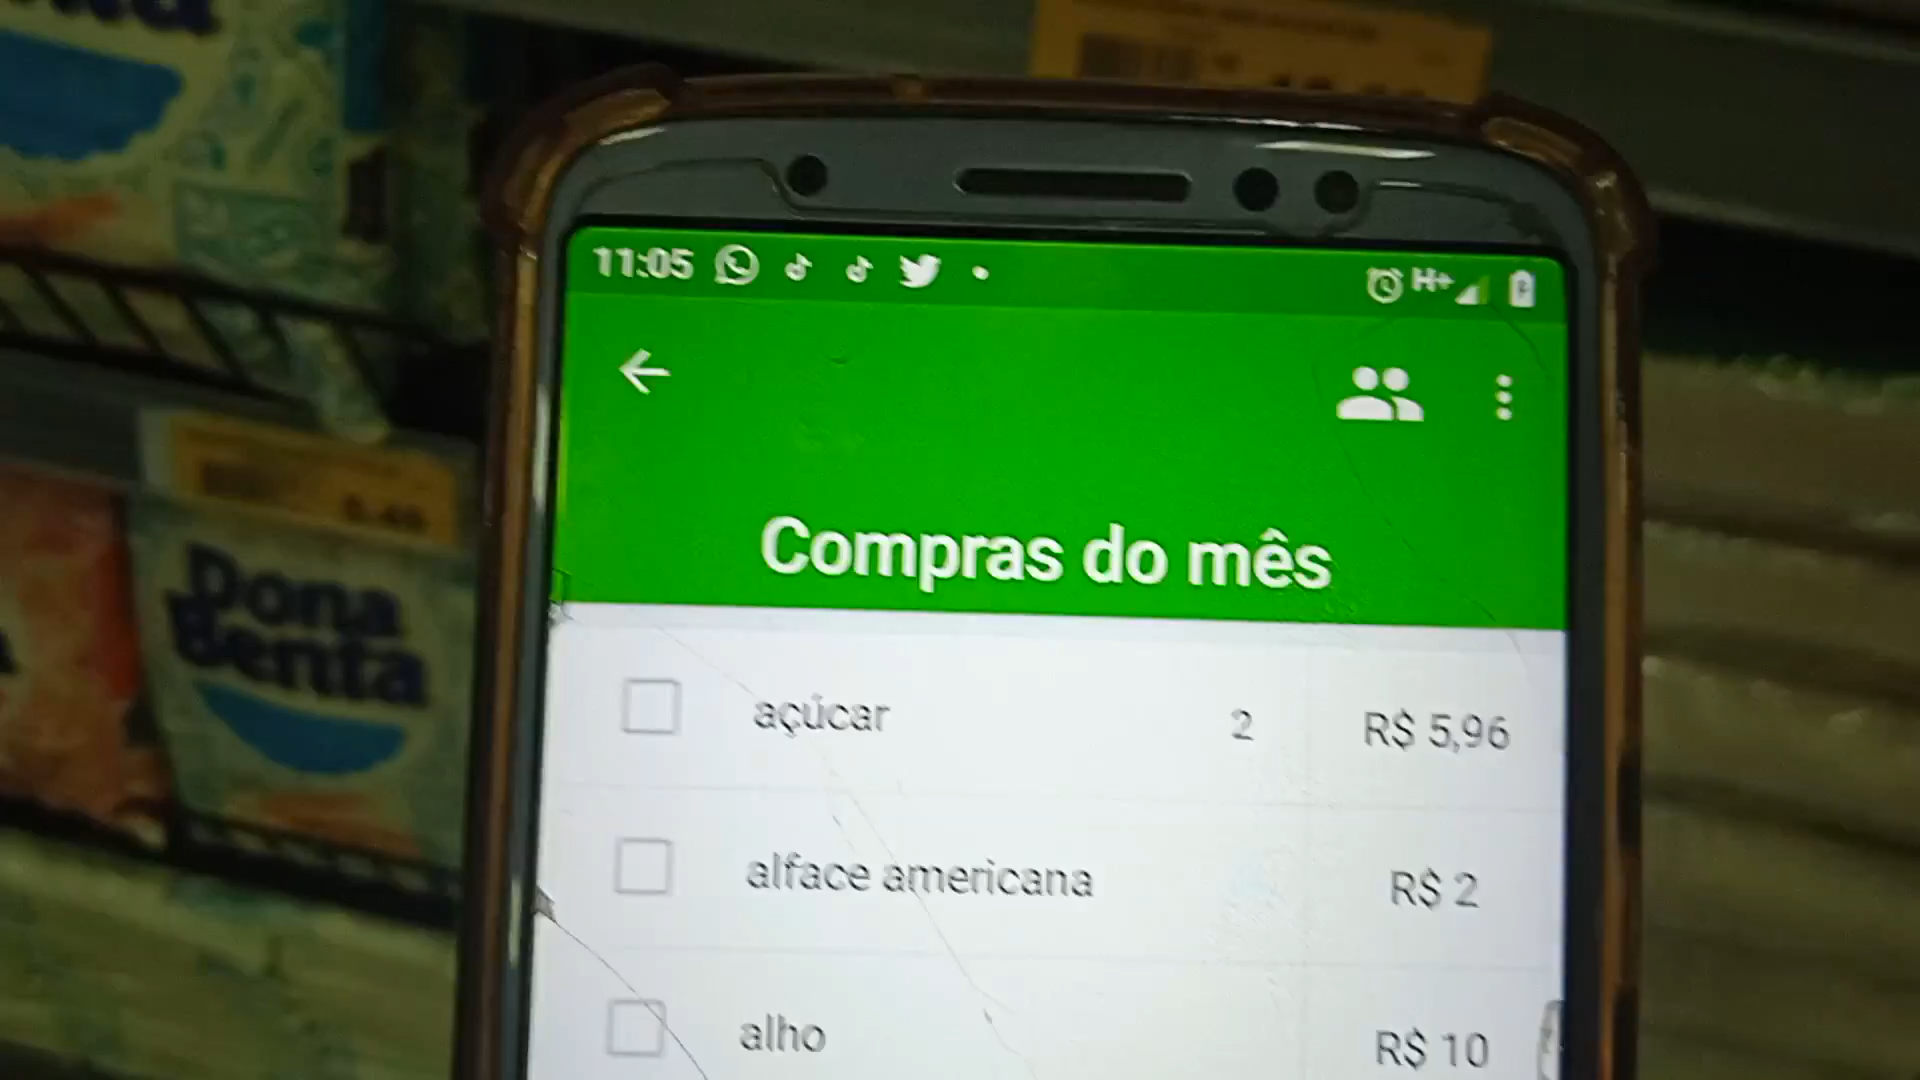 11:05
H+
Compras do mês
açúcar 2 R$ 5,96
alface americana R$ 2
alho R$ 10
Dona
Benta